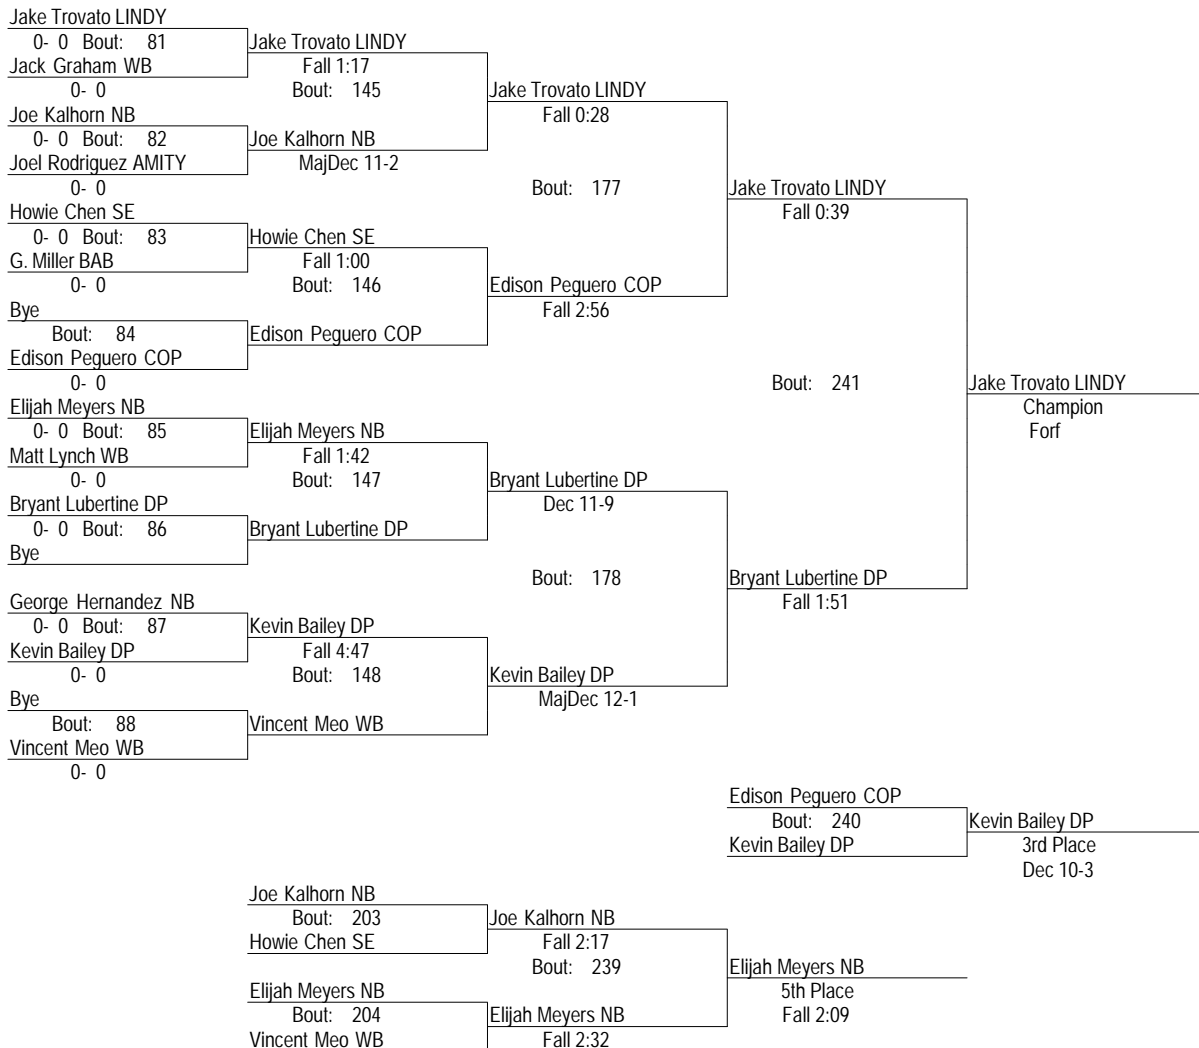 Jake Trovato LINDY
0- 0 Bout: 81
Jake Trovato LINDY
Jack Graham WB
Fall 1:17
0- 0
Bout: 145
Jake Trovato LINDY
Joe Kalhorn NB
Fall 0:28
0- 0 Bout: 82
Joe Kalhorn NB
Joel Rodriguez AMITY
MajDec 11-2
0- 0
Bout: 177
Jake Trovato LINDY
Howie Chen SE
Fall 0:39
0- 0 Bout: 83
Howie Chen SE
G. Miller BAB
Fall 1:00
0- 0
Bout: 146
Edison Peguero COP
Bye
Fall 2:56
Bout: 84
Edison Peguero COP
Edison Peguero COP
0- 0
Bout: 241
Jake Trovato LINDY
Elijah Meyers NB
Champion
0- 0 Bout: 85
Elijah Meyers NB
Forf
Matt Lynch WB
Fall 1:42
0- 0
Bout: 147
Bryant Lubertine DP
Bryant Lubertine DP
Dec 11-9
0- 0 Bout: 86
Bryant Lubertine DP
Bye
Bout: 178
Bryant Lubertine DP
George Hernandez NB
Fall 1:51
0- 0 Bout: 87
Kevin Bailey DP
Kevin Bailey DP
Fall 4:47
0- 0
Bout: 148
Kevin Bailey DP
Bye
MajDec 12-1
Bout: 88
Vincent Meo WB
Vincent Meo WB
0- 0
Edison Peguero COP
Bout: 240
Kevin Bailey DP
Kevin Bailey DP
3rd Place
Dec 10-3
Joe Kalhorn NB
Bout: 203
Joe Kalhorn NB
Howie Chen SE
Fall 2:17
Bout: 239
Elijah Meyers NB
Elijah Meyers NB
5th Place
Bout: 204
Elijah Meyers NB
Fall 2:09
Vincent Meo WB
Fall 2:32